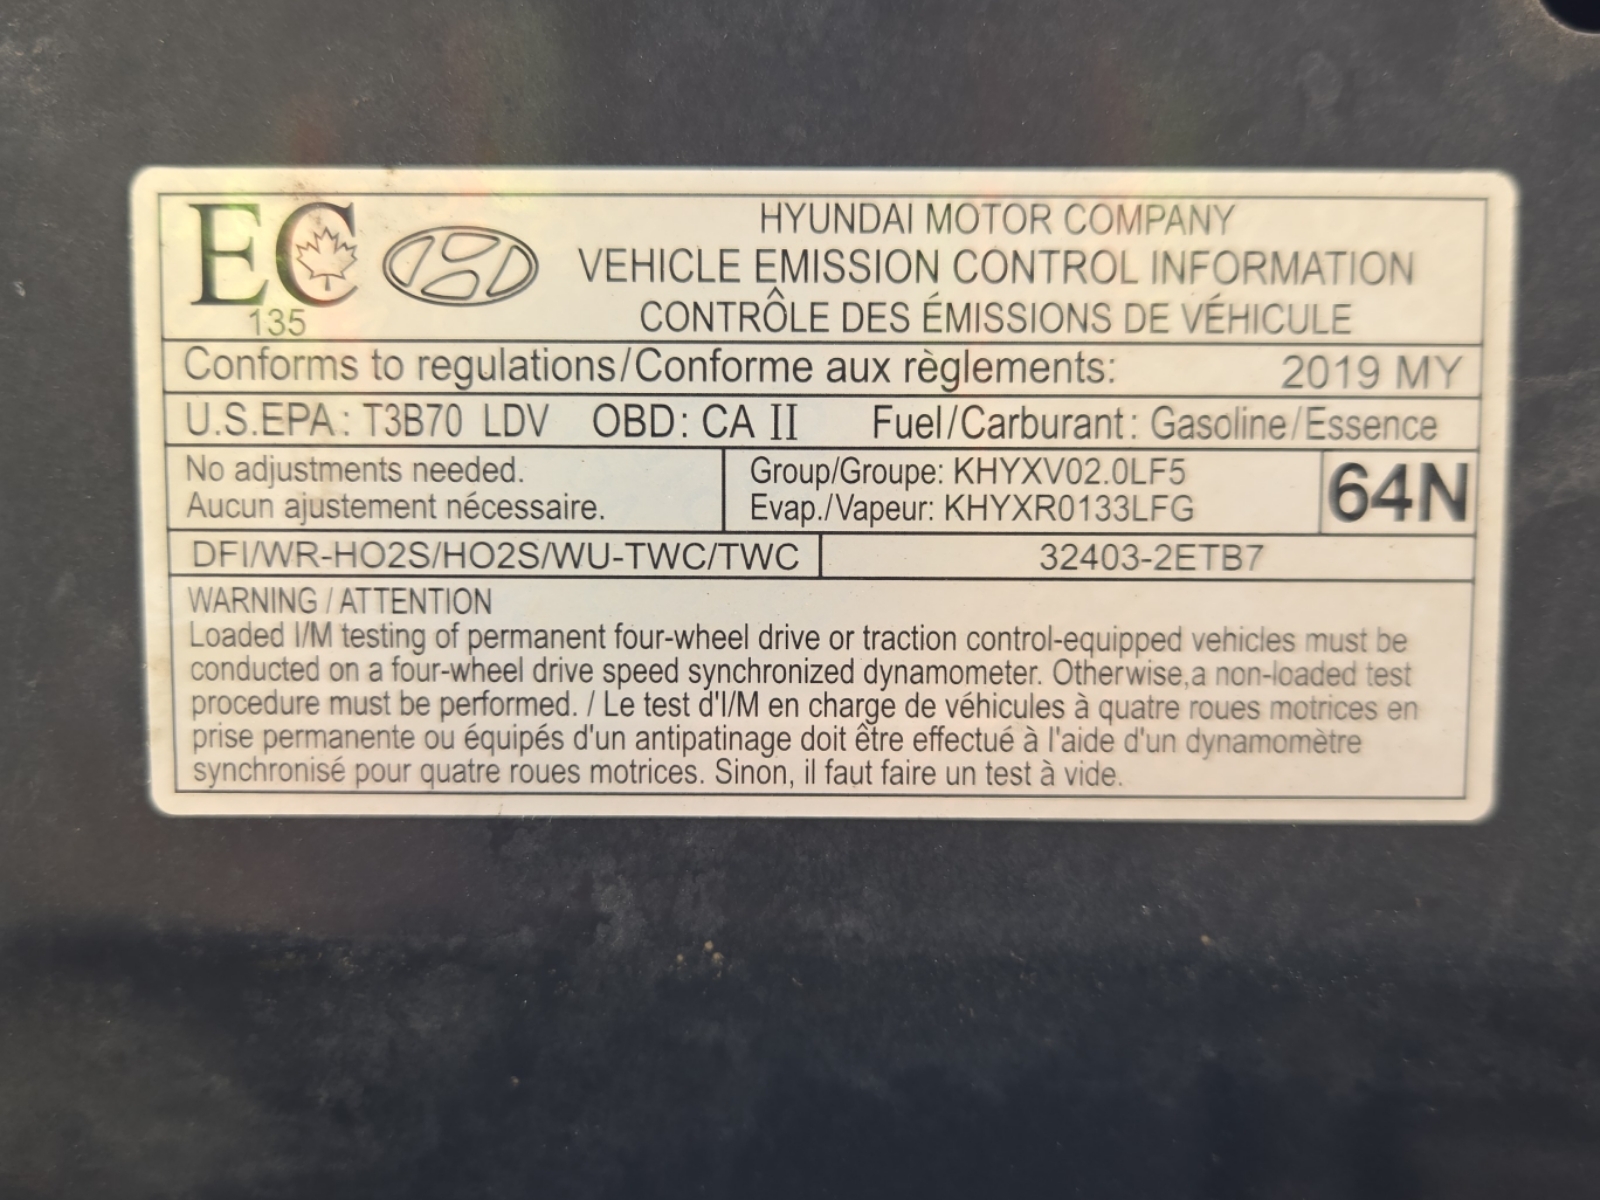 EC
135
HYUNDAI MOTOR COMPANY
VEHICLE EMISSION CONTROL INFORMATION
CONTRÔLE DES ÉMISSIONS DE VÉHICULE
Conforms to regulations/Conforme aux règlements: 2019 MY
U.S.EPA: T3B70 LDV OBD: CA II Fuel/Carburant: Gasoline/Essence
No adjustments needed.
Aucun ajustement nécessaire.
Group/Groupe: KHYXV02.0LF5
Evap./Vapeur: KHYXR0133LFG
64N
DFI/WR-HO2S/HO2S/WU-TWC/TWC 32403-2ETB7
WARNING / ATTENTION
Loaded I/M testing of permanent four-wheel drive or traction control-equipped vehicles must be
conducted on a four-wheel drive speed synchronized dynamometer. Otherwise,a non-loaded test
procedure must be performed. / Le test d'I/M en charge de véhicules à quatre roues motrices en
prise permanente ou équipés d'un antipatinage doit être effectué à l'aide d'un dynamomètre
synchronisé pour quatre roues motrices. Sinon, il faut faire un test à vide.